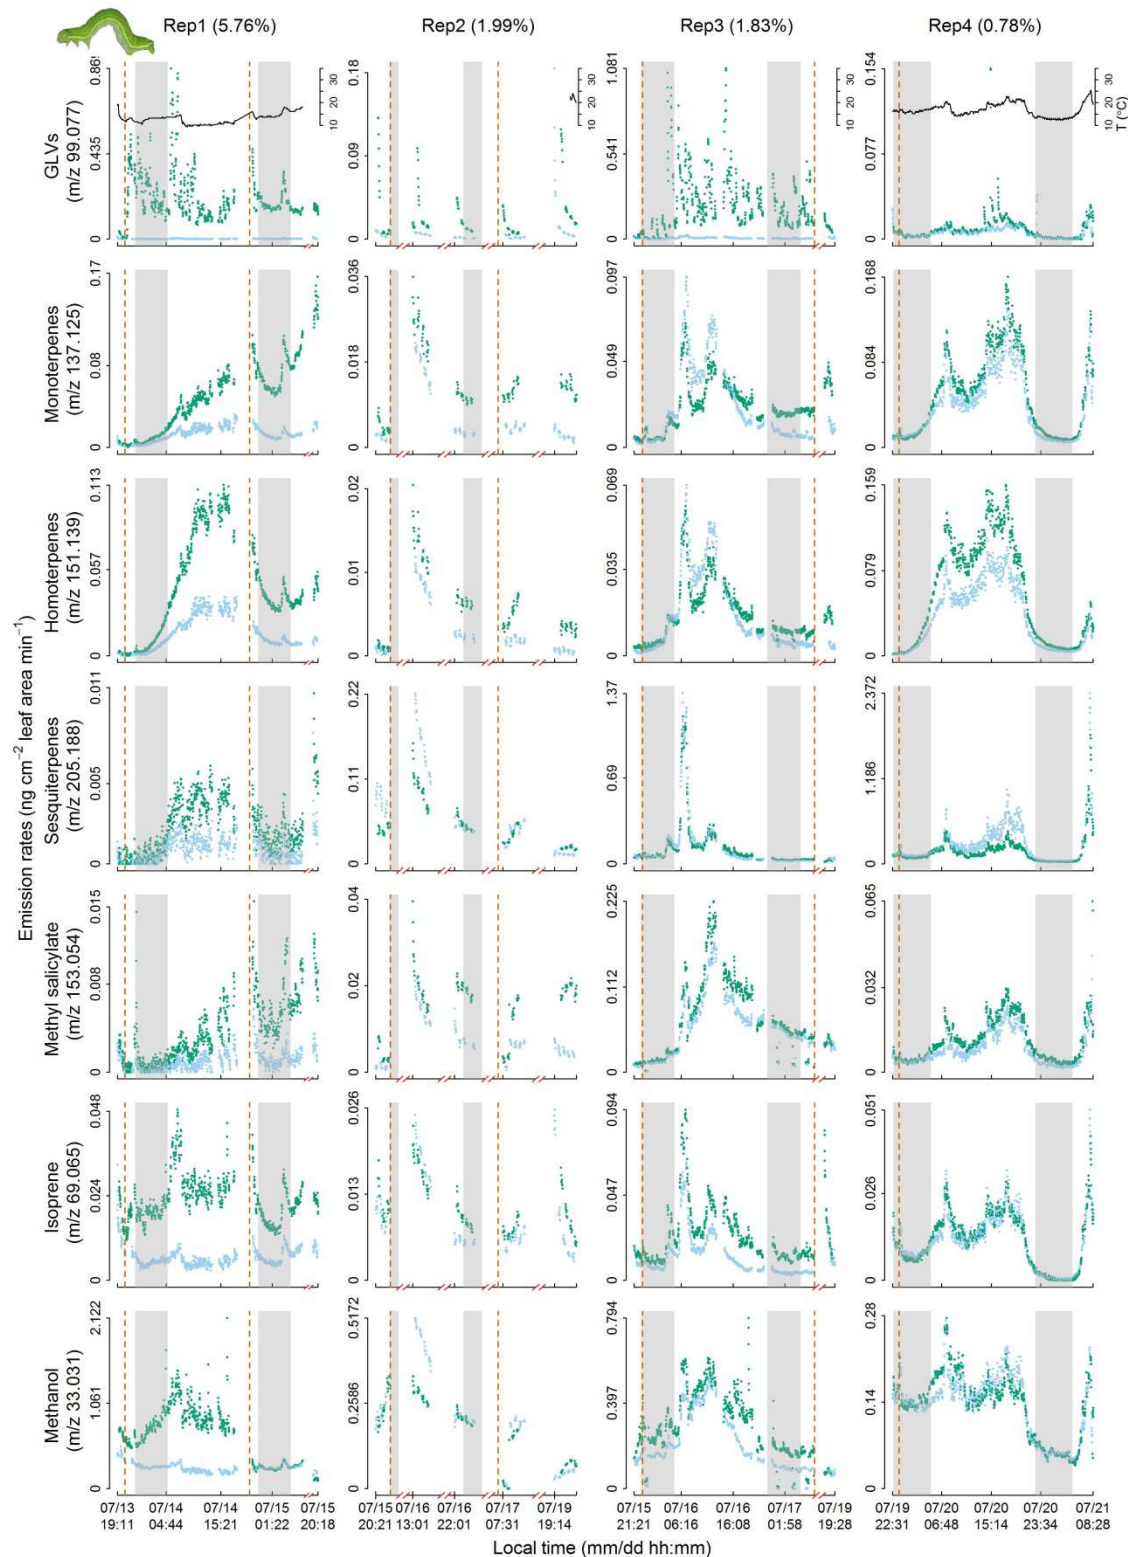 Rep1 (5.76%) Rep2 (1.99%) Rep3 (1.83%) Rep4 (0.78%)
Emission rates (ng cm⁻² leaf area min⁻¹)
GLVs
(m/z 99.077)
0 0.435
0 0.09 0.18
0 0.541 1.081
0 0.077 0.154
10 20 30
10 20 30
10 20 30
10 20 30
T (°C)
Monoterpenes
(m/z 137.125)
0 0.08 0.17
0 0.018 0.036
0 0.049 0.097
0 0.084 0.168
Homoterpenes
(m/z 151.139)
0 0.057 0.113
0 0.01 0.02
0 0.035 0.069
0 0.079 0.159
Sesquiterpenes
(m/z 205.188)
0 0.005 0.011
0 0.11 0.22
0 0.69 1.37
0 1.186 2.372
Methyl salicylate
(m/z 153.054)
0 0.008 0.015
0 0.02 0.04
0 0.112 0.225
0 0.032 0.065
Isoprene
(m/z 69.065)
0 0.024 0.048
0 0.013 0.026
0 0.047 0.094
0 0.026 0.051
Methanol
(m/z 33.031)
0 1.061 2.122
0 0.2586 0.5172
0 0.397 0.794
0 0.14 0.28
07/13 07/14 07/14 07/15 07/15 07/15 07/16 07/16 07/17 07/19 07/15 07/16 07/16 07/17 07/19 07/19 07/20 07/20 07/20 07/21
19:11 04:44 15:21 01:22 20:18 20:21 13:01 22:01 07:31 19:14 21:21 06:16 16:08 01:58 19:28 22:31 06:48 15:14 23:34 08:28
Local time (mm/dd hh:mm)